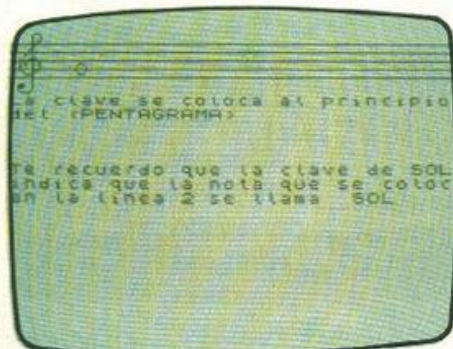 La clave se coloca al principio
del <PENTAGRAMA>
Te recuerdo que la clave de SOL
indica que la nota que se coloc
en la linea 2 se llama SOL